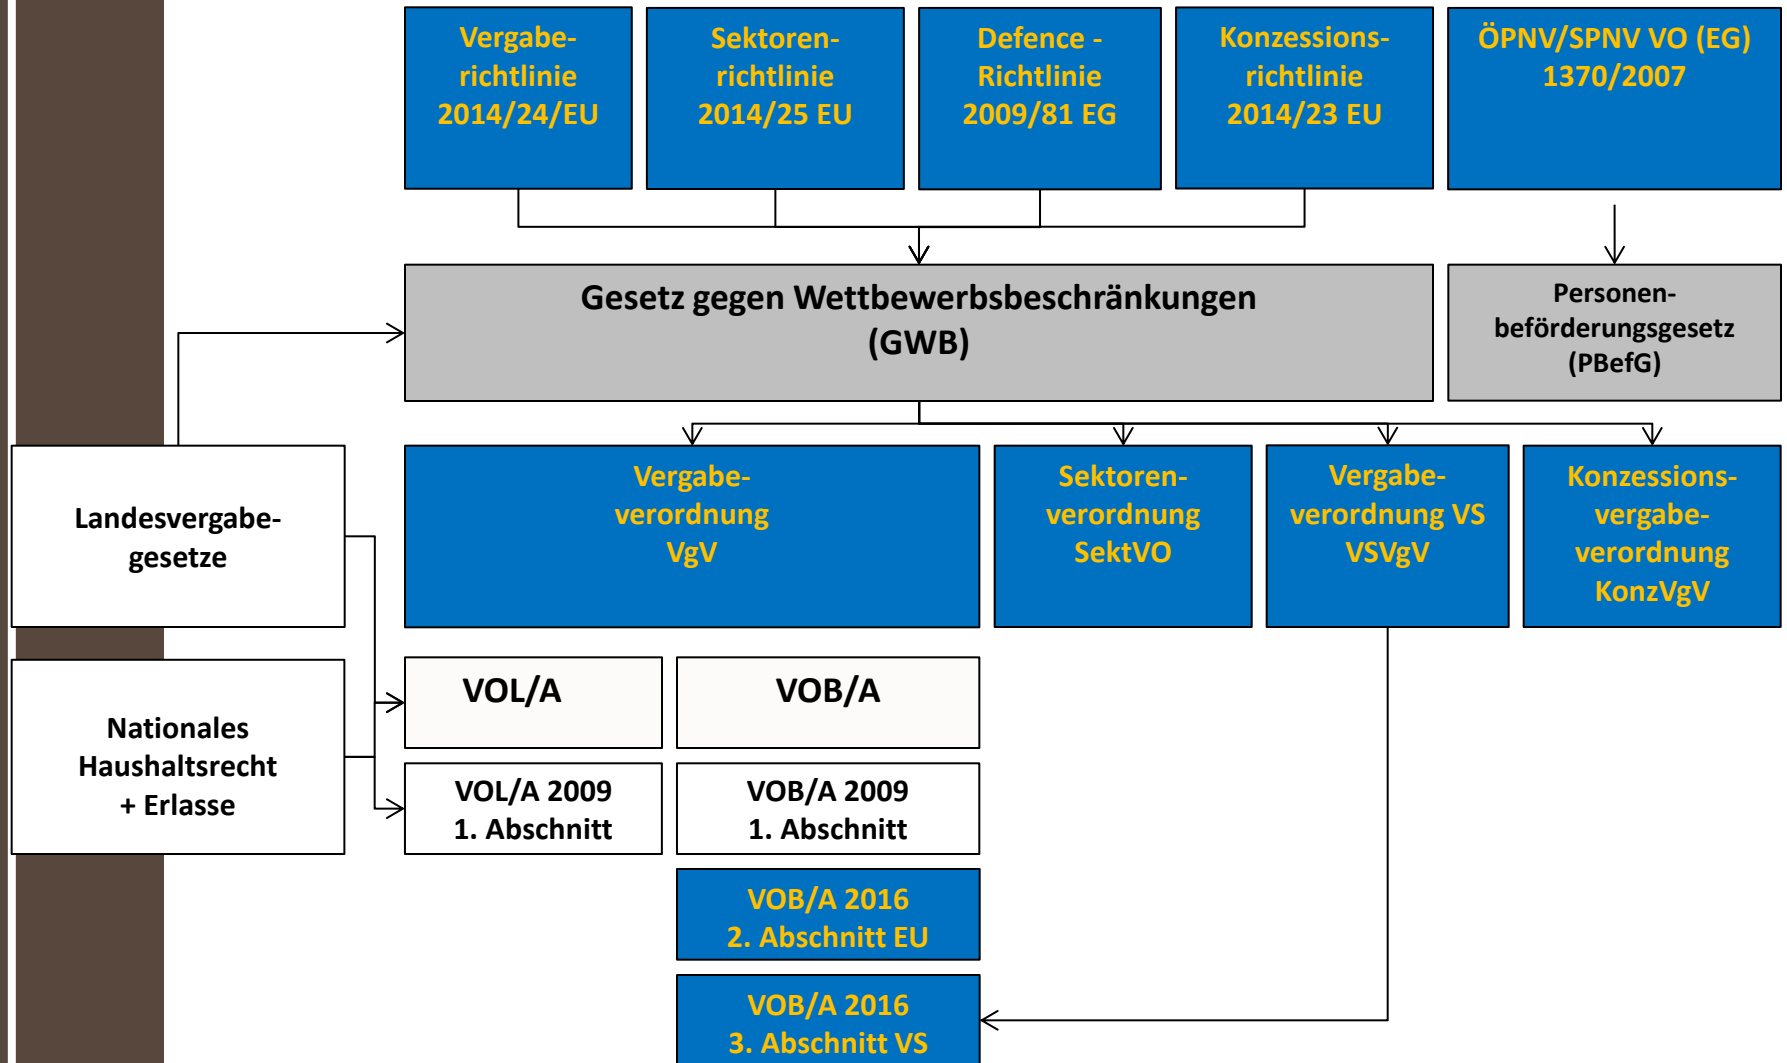 Vergabe-
richtlinie
2014/24/EU
Sektoren-
richtlinie
2014/25 EU
Defence -
Richtlinie
2009/81 EG
Konzessions-
richtlinie
2014/23 EU
ÖPNV/SPNV VO (EG)
1370/2007
Gesetz gegen Wettbewerbsbeschränkungen
(GWB)
Personen-
beförderungsgesetz
(PBefG)
Landesvergabe-
gesetze
Vergabe-
verordnung
VgV
Sektoren-
verordnung
SektVO
Vergabe-
verordnung VS
VSVgV
Konzessions-
vergabe-
verordnung
KonzVgV
Nationales
Haushaltsrecht
+ Erlasse
VOL/A
VOB/A
VOL/A 2009
1. Abschnitt
VOB/A 2009
1. Abschnitt
VOB/A 2016
2. Abschnitt EU
VOB/A 2016
3. Abschnitt VS